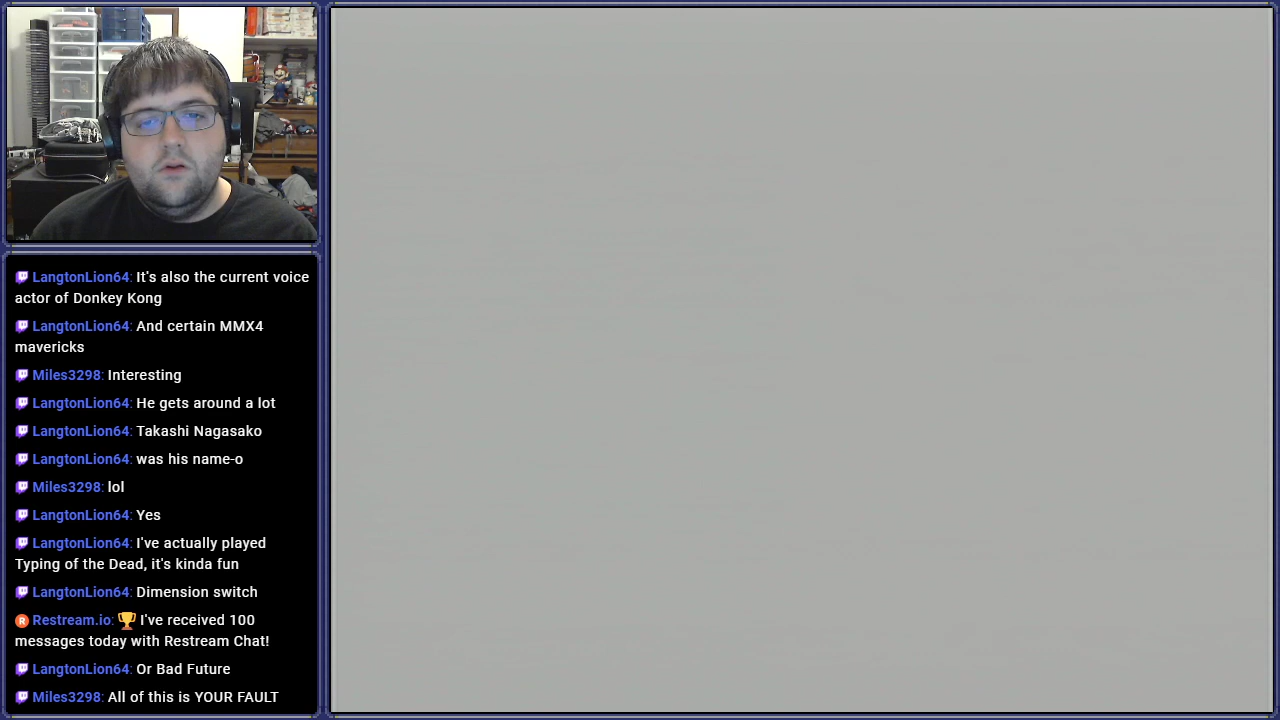 LangtonLion64: It's also the current voice
actor of Donkey Kong
LangtonLion64: And certain MMX4
mavericks
Miles3298: Interesting
LangtonLion64: He gets around a lot
LangtonLion64: Takashi Nagasako
LangtonLion64: was his name-o
Miles3298: lol
LangtonLion64: Yes
LangtonLion64: I've actually played
Typing of the Dead, it's kinda fun
LangtonLion64: Dimension switch
R Restream.io: 🏆 I've received 100
messages today with Restream Chat!
LangtonLion64: Or Bad Future
Miles3298: All of this is YOUR FAULT